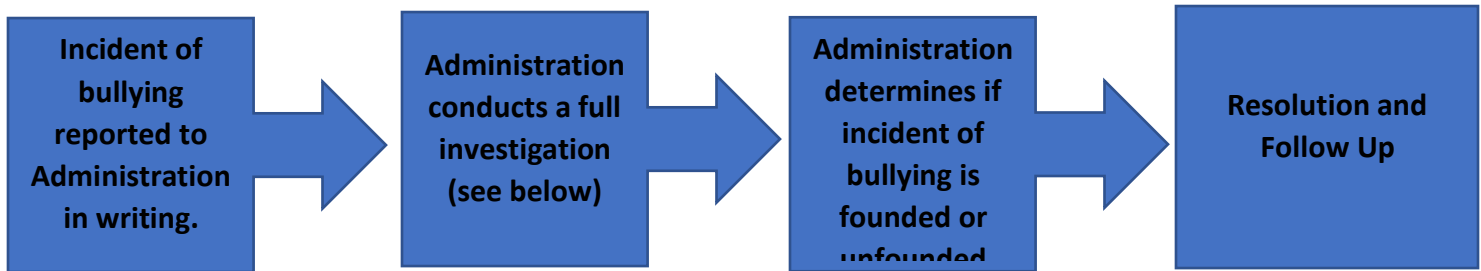 Incident of
bullying
reported to
Administration
in writing.
Administration
conducts a full
investigation
(see below)
Administration
determines if
incident of
bullying is
founded or
unfounded
Resolution and
Follow Up